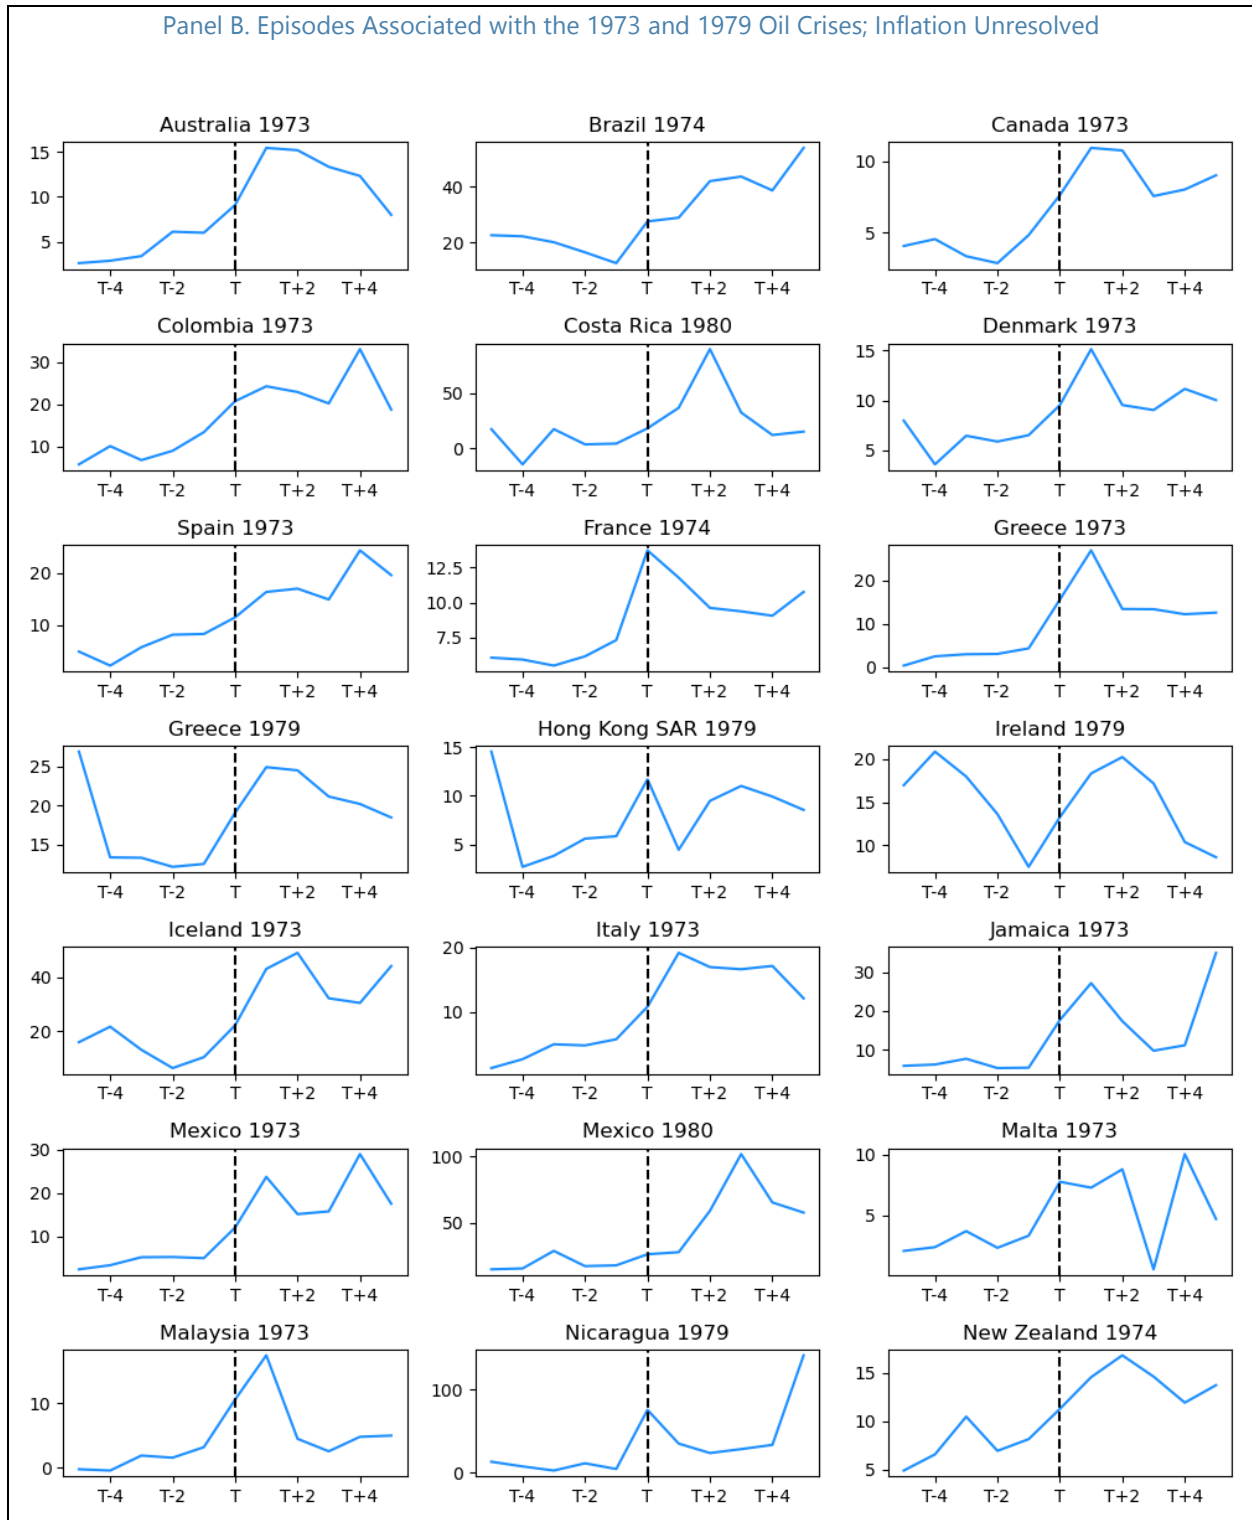 Panel B. Episodes Associated with the 1973 and 1979 Oil Crises; Inflation Unresolved
Australia 1973
15
10
5
T-4 T-2 T T+2 T+4
Brazil 1974
40
20
T-4 T-2 T T+2 T+4
Canada 1973
10
5
T-4 T-2 T T+2 T+4
Colombia 1973
30
20
10
T-4 T-2 T T+2 T+4
Costa Rica 1980
50
0
T-4 T-2 T T+2 T+4
Denmark 1973
15
10
5
T-4 T-2 T T+2 T+4
Spain 1973
20
10
T-4 T-2 T T+2 T+4
France 1974
12.5
10.0
7.5
T-4 T-2 T T+2 T+4
Greece 1973
20
10
0
T-4 T-2 T T+2 T+4
Greece 1979
25
20
15
T-4 T-2 T T+2 T+4
Hong Kong SAR 1979
15
10
5
T-4 T-2 T T+2 T+4
Ireland 1979
20
15
10
T-4 T-2 T T+2 T+4
Iceland 1973
40
20
T-4 T-2 T T+2 T+4
Italy 1973
20
10
T-4 T-2 T T+2 T+4
Jamaica 1973
30
20
10
T-4 T-2 T T+2 T+4
Mexico 1973
30
20
10
T-4 T-2 T T+2 T+4
Mexico 1980
100
50
T-4 T-2 T T+2 T+4
Malta 1973
10
5
T-4 T-2 T T+2 T+4
Malaysia 1973
10
0
T-4 T-2 T T+2 T+4
Nicaragua 1979
100
0
T-4 T-2 T T+2 T+4
New Zealand 1974
15
10
5
T-4 T-2 T T+2 T+4